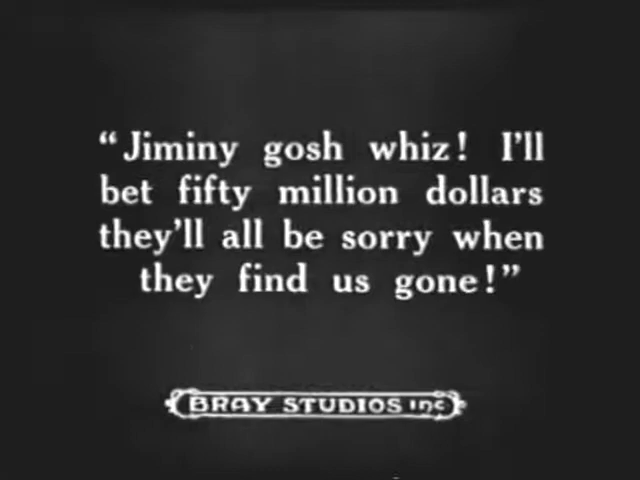 “Jiminy gosh whiz! I’ll
bet fifty million dollars
they’ll all be sorry when
they find us gone!”
BRAY STUDIOS INC